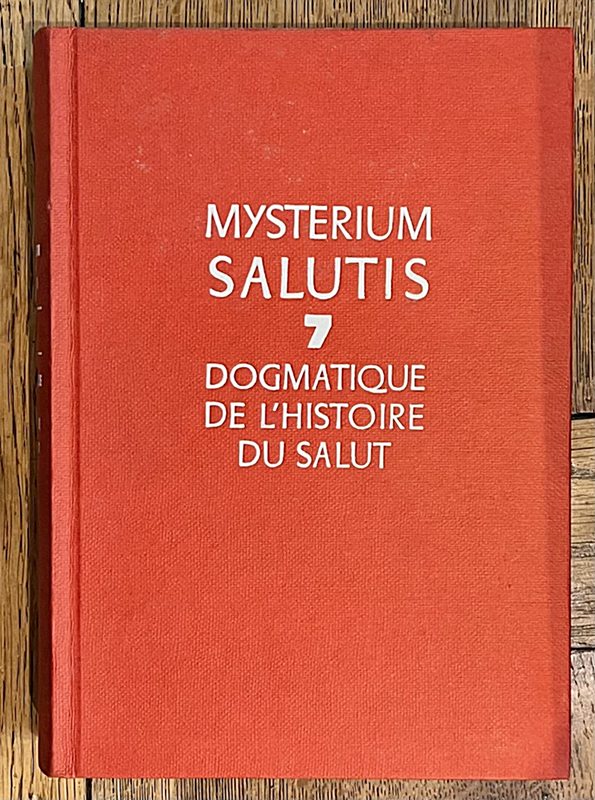 MYSTERIUM
SALUTIS
7
DOGMATIQUE
DE L'HISTOIRE
DU SALUT